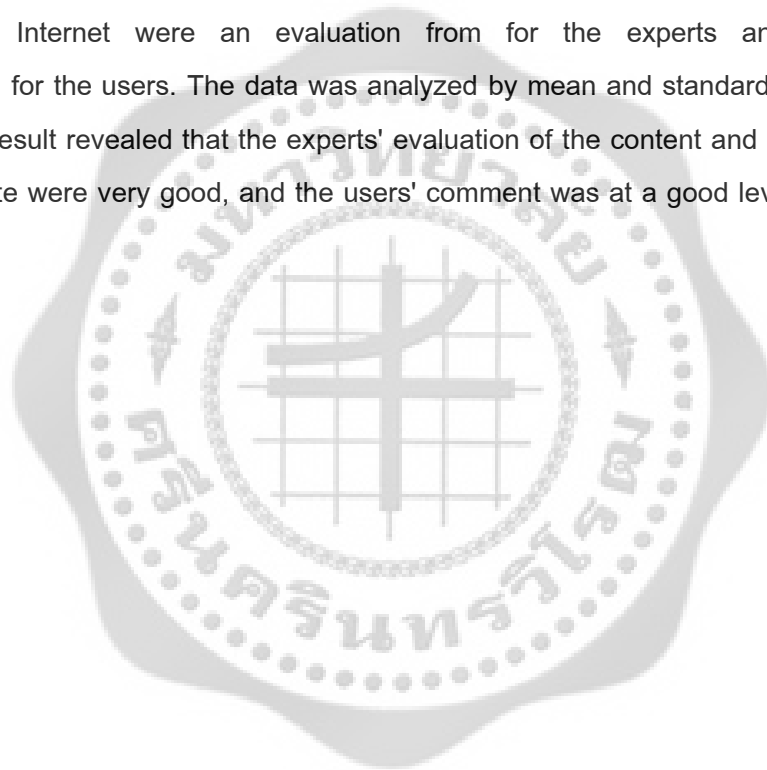 Internet were an evaluation from for the experts an
for the users. The data was analyzed by mean and standard
esult revealed that the experts' evaluation of the content and
te were very good, and the users' comment was at a good lev
มหาวิทยาลัย
ศรีนครินทรวิโรฒ